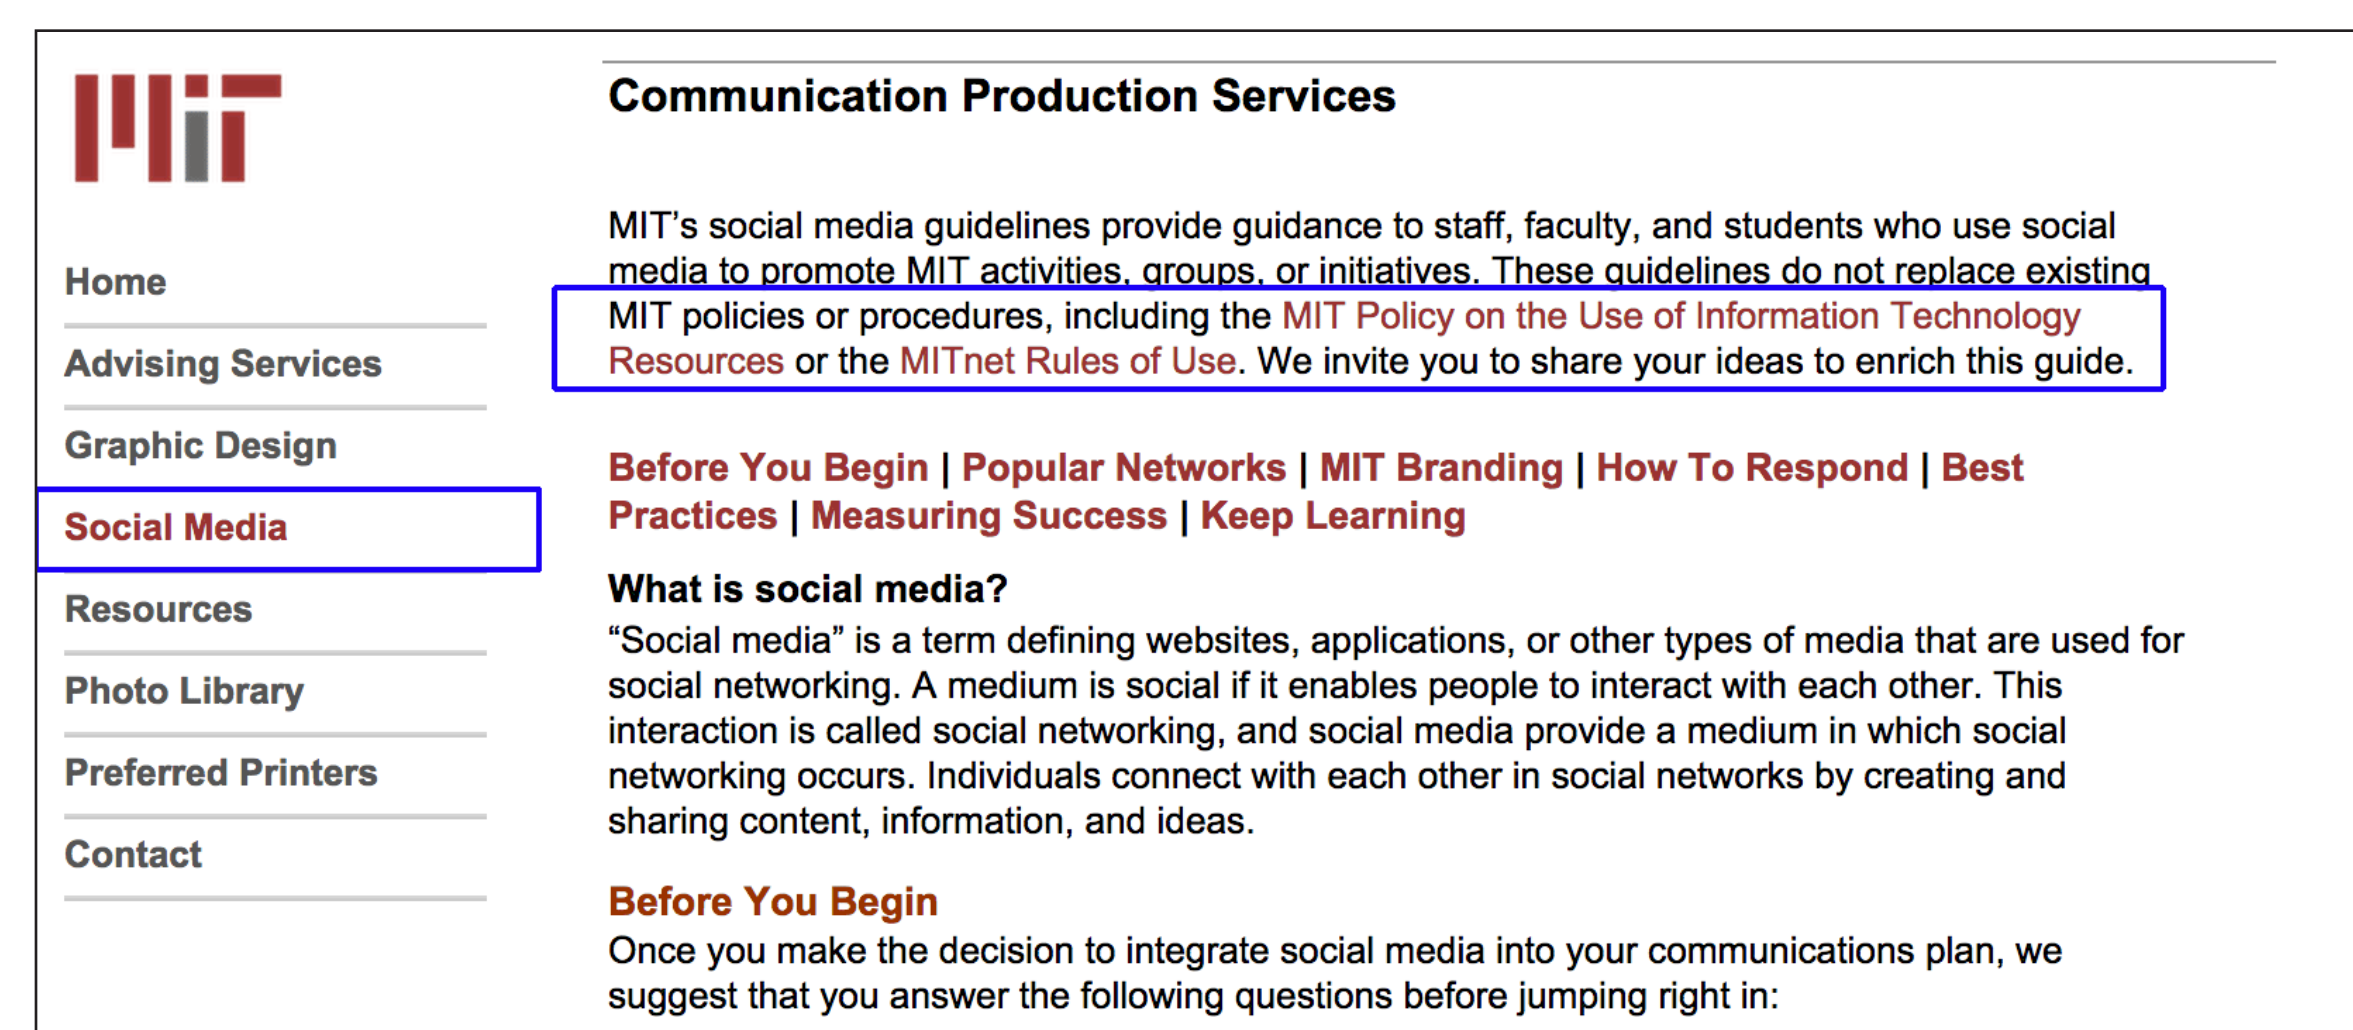 MIT
Home
Advising Services
Graphic Design
Social Media
Resources
Photo Library
Preferred Printers
Contact
Communication Production Services
MIT’s social media guidelines provide guidance to staff, faculty, and students who use social
media to promote MIT activities, groups, or initiatives. These guidelines do not replace existing
MIT policies or procedures, including the MIT Policy on the Use of Information Technology
Resources or the MITnet Rules of Use. We invite you to share your ideas to enrich this guide.
Before You Begin | Popular Networks | MIT Branding | How To Respond | Best
Practices | Measuring Success | Keep Learning
What is social media?
“Social media” is a term defining websites, applications, or other types of media that are used for
social networking. A medium is social if it enables people to interact with each other. This
interaction is called social networking, and social media provide a medium in which social
networking occurs. Individuals connect with each other in social networks by creating and
sharing content, information, and ideas.
Before You Begin
Once you make the decision to integrate social media into your communications plan, we
suggest that you answer the following questions before jumping right in: